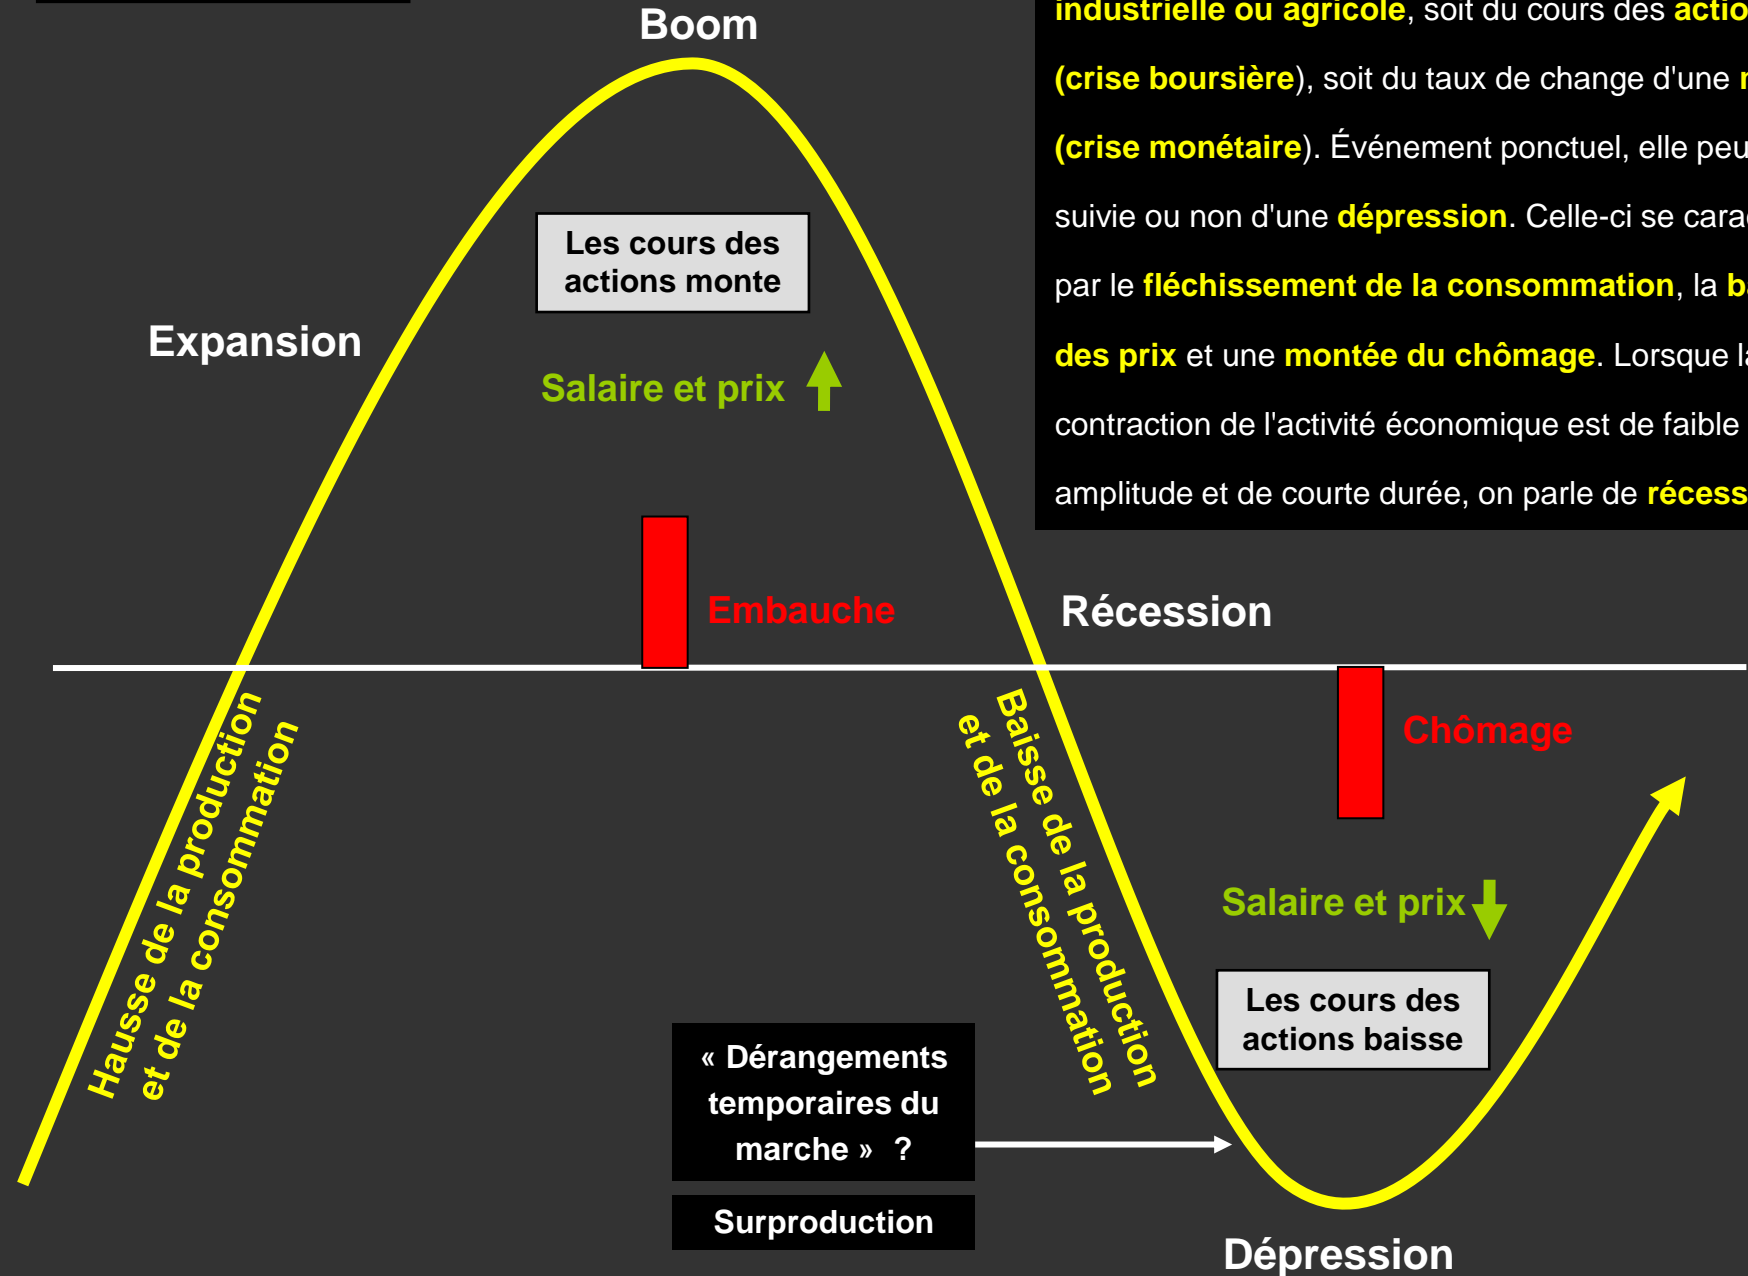 Boom
industrielle ou agricole, soit du cours des
(crise boursière), soit du taux de change d'une
(crise monétaire). Événement ponctuel, elle
suivie ou non d'une dépression. Celle-ci se
par le fléchissement de la consommation, la
des prix et une montée du chômage. Lorsque
contraction de l'activité économique est de faible
amplitude et de courte durée, on parle de
Les cours des
actions monte
Expansion
Salaire et prix
Embauche
Récession
Hausse de la production
et de la consommation
Baisse de la production
et de la consommation
Chômage
Salaire et prix
Les cours des
actions baisse
« Dérangements
temporaires du
marche » ?
Surproduction
Dépression